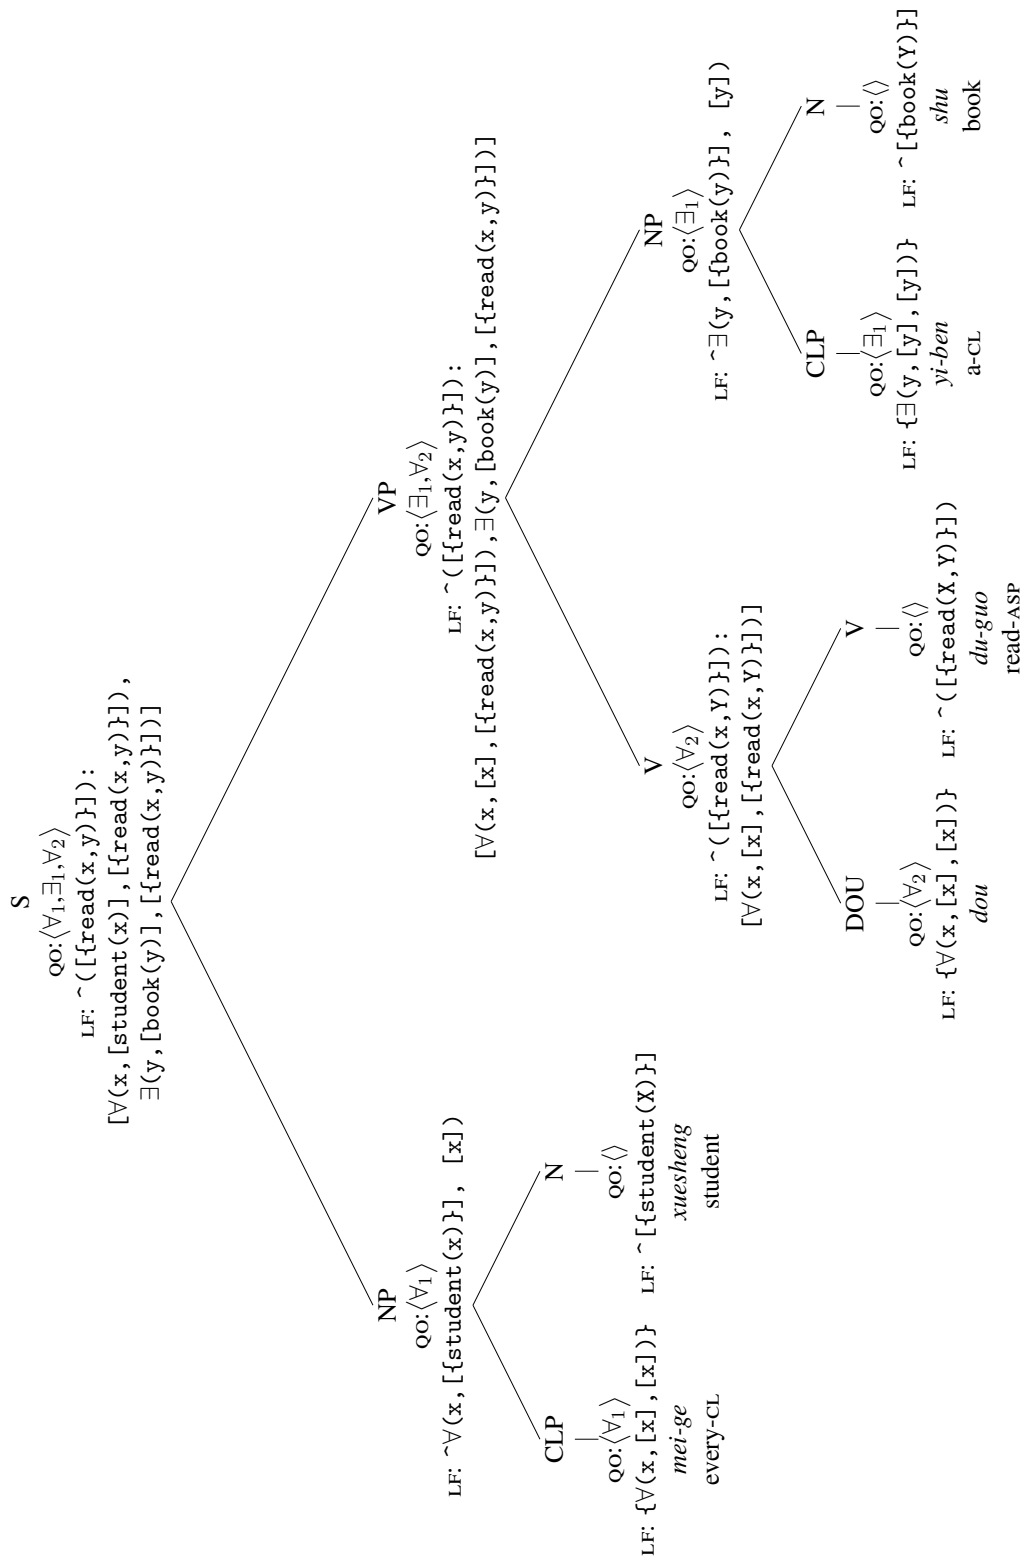 S
QO:⟨∀₁,∃₁,∀₂⟩
LF: ^([{read(x,y)}]):
[∀(x,[student(x)],[{read(x,y)}]),
∃(y,[book(y)],[{read(x,y)}])]
NP
QO:⟨∀₁⟩
LF: ^∀(x,[{student(x)}], [x])
VP
QO:⟨∃₁,∀₂⟩
LF: ^([{read(x,y)}]):
[∀(x,[x],[{read(x,y)}]),∃(y,[book(y)],[{read(x,y)}])]
CLP
QO:⟨∀₁⟩
LF: {∀(x,[x],[x])}
mei-ge
every-CL
N
QO:⟨⟩
LF: ^[{student(X)}]
xuesheng
student
V
QO:⟨∀₂⟩
LF: ^([{read(x,Y)}]):
[∀(x,[x],[{read(x,Y)}])]
NP
QO:⟨∃₁⟩
LF: ^∃(y,[{book(y)}], [y])
DOU
QO:⟨∀₂⟩
LF: {∀(x,[x],[x])}
dou
V
QO:⟨⟩
LF: ^([{read(X,Y)}])
du-guo
read-ASP
CLP
QO:⟨∃₁⟩
LF: {∃(y,[y],[y])}
yi-ben
a-CL
N
QO:⟨⟩
LF: ^[{book(Y)}]
shu
book